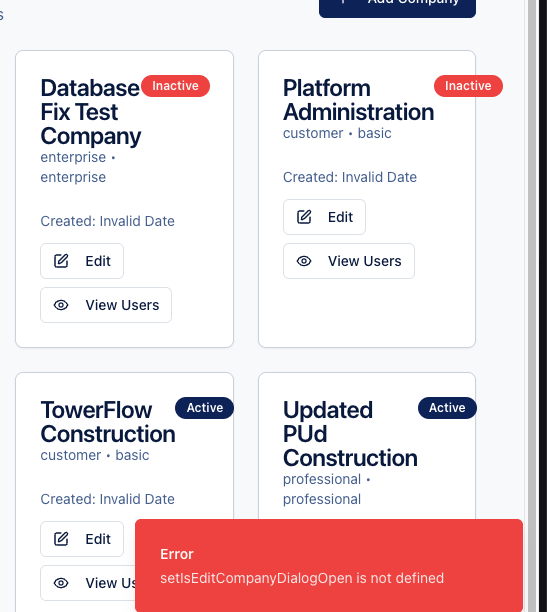 s
Add Company
Database
Fix Test
Company
Inactive
enterprise •
enterprise
Created: Invalid Date
Edit
View Users
Platform
Administration
Inactive
customer • basic
Created: Invalid Date
Edit
View Users
TowerFlow
Construction
Active
customer • basic
Created: Invalid Date
Edit
View Us
Updated
PUd
Construction
Active
professional •
professional
Error
setIsEditCompanyDialogOpen is not defined